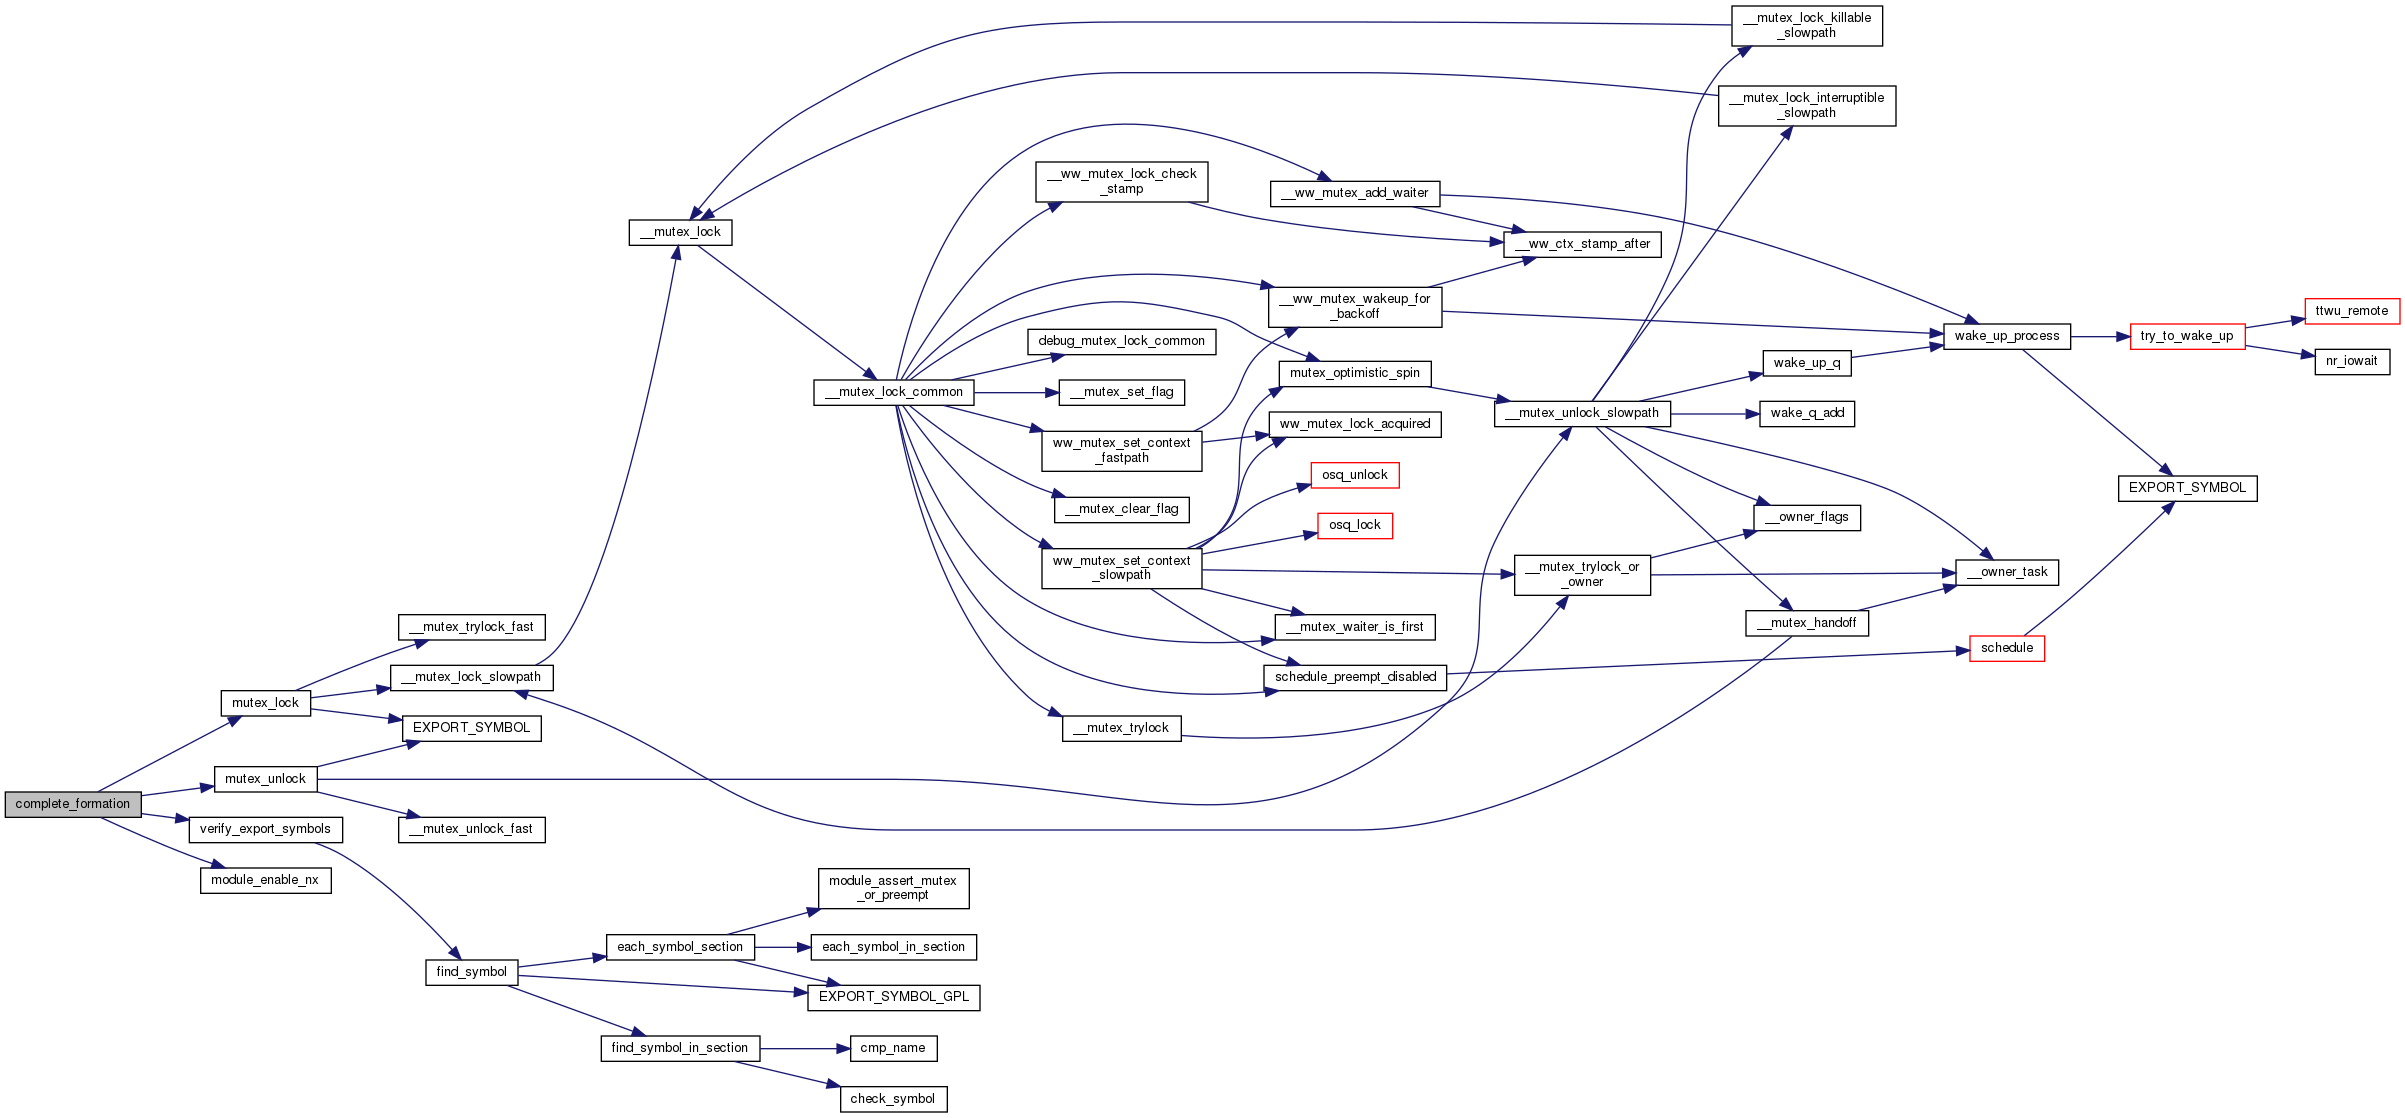 __mutex_lock_killable
_slowpath
__mutex_lock_interruptible
_slowpath
__ww_mutex_lock_check
_stamp
__ww_mutex_add_waiter
__mutex_lock
__ww_ctx_stamp_after
__ww_mutex_wakeup_for
_backoff
ttwu_remote
debug_mutex_lock_common
wake_up_process
try_to_wake_up
nr_iowait
wake_up_q
mutex_optimistic_spin
__mutex_lock_common
__mutex_set_flag
__mutex_unlock_slowpath
wake_q_add
ww_mutex_lock_acquired
ww_mutex_set_context
_fastpath
osq_unlock
EXPORT_SYMBOL
__mutex_clear_flag
__owner_flags
osq_lock
ww_mutex_set_context
_slowpath
__mutex_trylock_or
_owner
__owner_task
__mutex_trylock_fast
__mutex_waiter_is_first
__mutex_handoff
schedule
__mutex_lock_slowpath
schedule_preempt_disabled
mutex_lock
EXPORT_SYMBOL
__mutex_trylock
mutex_unlock
complete_formation
verify_export_symbols
__mutex_unlock_fast
module_enable_nx
module_assert_mutex
_or_preempt
each_symbol_section
each_symbol_in_section
find_symbol
EXPORT_SYMBOL_GPL
find_symbol_in_section
cmp_name
check_symbol